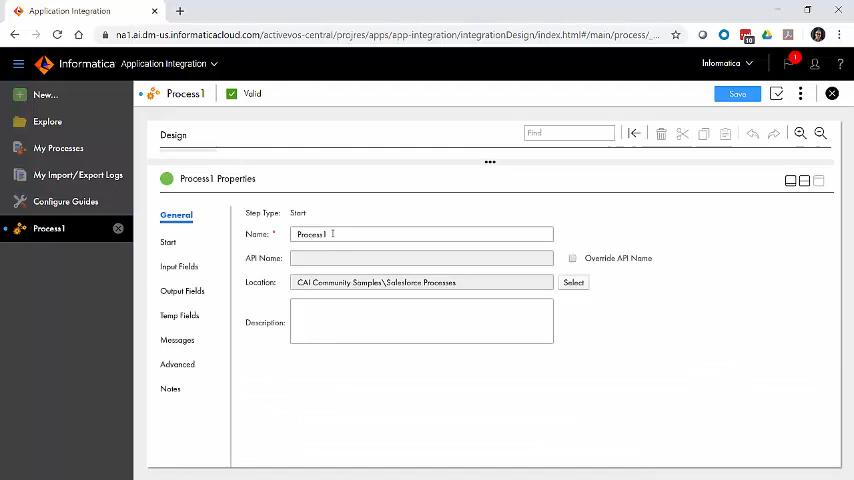 Application Integration
na1.ai.dm-us.informaticacloud.com/activevos-central/projres/apps/app-integration/integrationDesign/index.html#/main/process/_...
10
Informatica Application Integration
Informatica
1
?
New...
Process1
Valid
Save
Explore
Design
Find
My Processes
My Import/Export Logs
Process1 Properties
Configure Guides
Process1
General
Step Type: Start
Name: * Process1
Start
API Name:
Override API Name
Input Fields
Location: CAI Community Samples\Salesforce Processes
Select
Output Fields
Temp Fields
Description:
Messages
Advanced
Notes